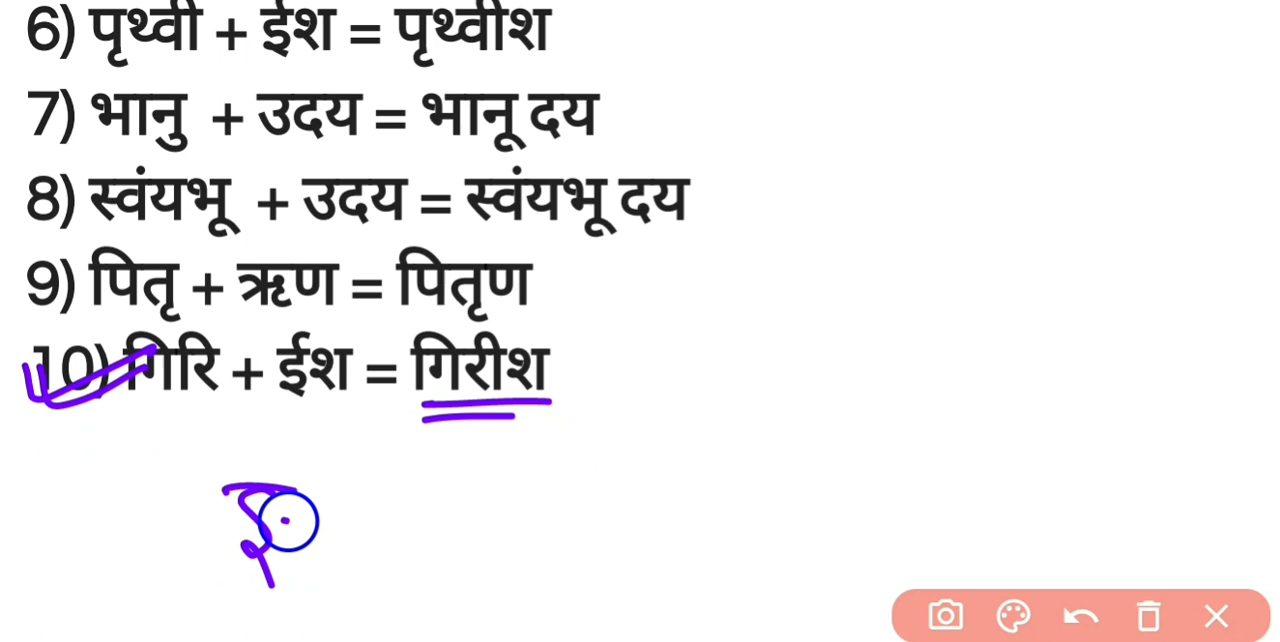 6) पृथ्वी + ईश = पृथ्वीश
7) भानु + उदय = भानू दय
8) स्वंयभू + उदय = स्वंयभू दय
9) पितृ + ऋण = पितृण
10) गिरि + ईश = गिरीश
इ